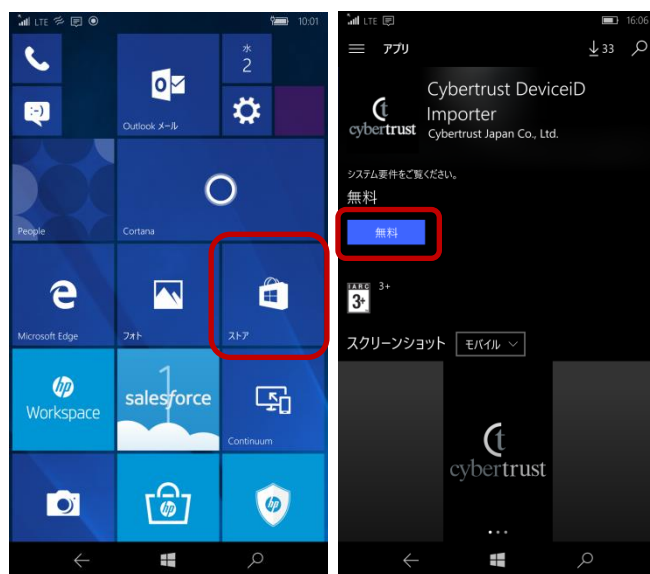 LTE 10:01
水
2
:-)
Outlook メール
People
Cortana
Microsoft Edge
フォト
ストア
hp
Workspace
1
salesforce
Continuum
hp
hp
LTE 16:06
アプリ
33
Cybertrust DeviceiD
Importer
Cybertrust Japan Co., Ltd.
cybertrust
システム要件をご覧ください。
無料
無料
IARC
3+
3+
スクリーンショット
モバイル
cybertrust
...